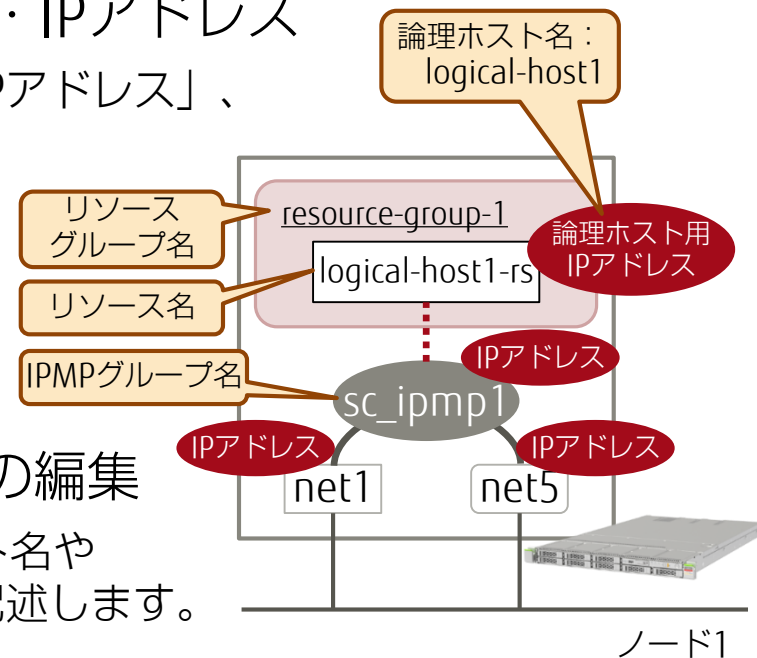 ・IPアドレス
Pアドレス」、
論理ホスト名：
logical-host1
リソース
グループ名
resource-group-1
論理ホスト用
IPアドレス
リソース名
logical-host1-rs
IPMPグループ名
IPアドレス
sc_ipmp1
IPアドレス
IPアドレス
net1
net5
の編集
ト名や
記述します。
ノード1